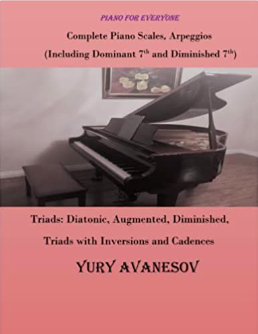 PIANO FOR EVERYONE
Complete Piano Scales, Arpeggios
(Including Dominant 7th and Diminished 7th)
Triads: Diatonic, Augmented, Diminished,
Triads with Inversions and Cadences
YURY AVANESOV